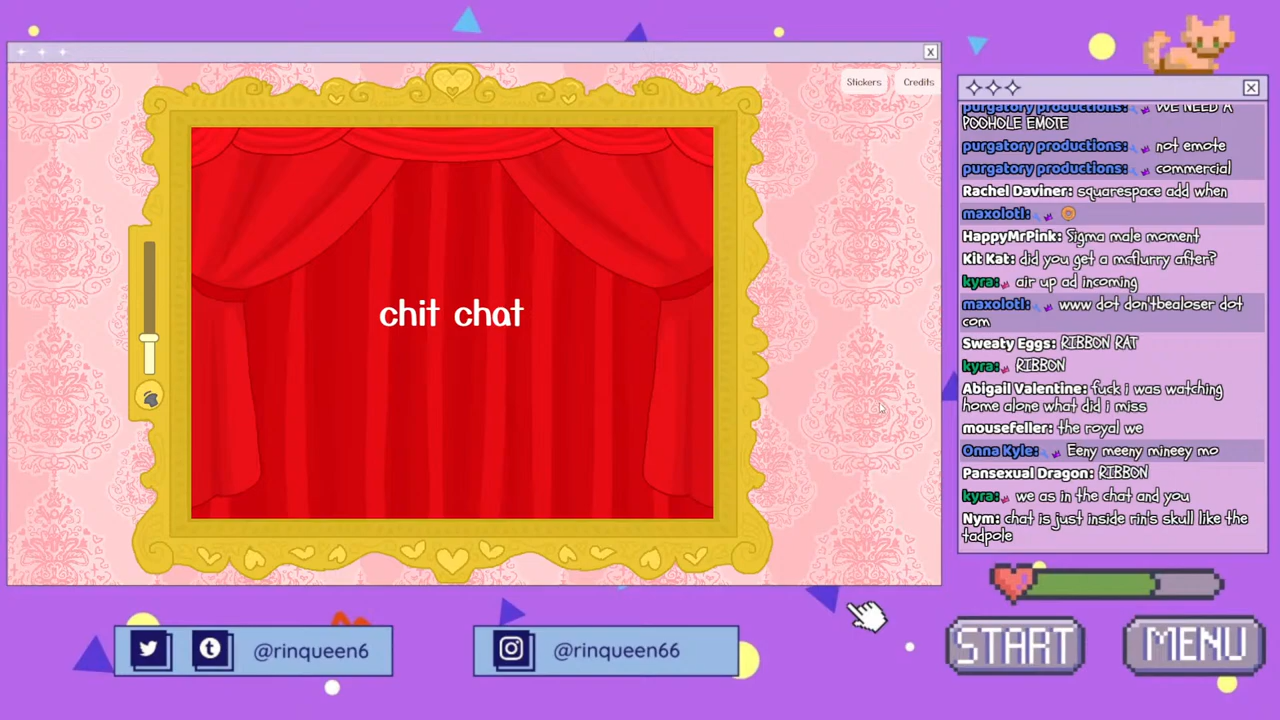 Stickers
Credits
chit chat
purgatory productions: WE NEED A
POOHOLE EMOTE
purgatory productions: not emote
purgatory productions: commercial
Rachel Daviner: squarespace add when
maxolotl:
HappyMrPink: Sigma male moment
Kit Kat: did you get a mcflurry after?
kyra: air up ad incoming
maxolotl: www dot don'tbealoser dot
com
Sweaty Eggs: RIBBON RAT
kyra: RIBBON
Abigail Valentine: fuck i was watching
home alone what did i miss
mousefeller: the royal we
Onna Kyle: Eeny meeny mineey mo
Pansexual Dragon: RIBBON
kyra: we as in the chat and you
Nym: chat is just inside rin's skull like the
tadpole
START
MENU
@rinqueen6
@rinqueen66